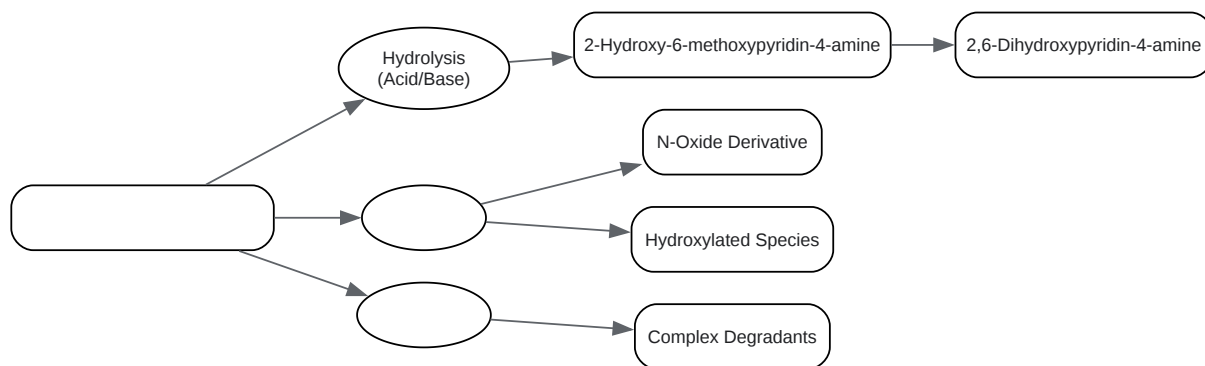 Hydrolysis
(Acid/Base)
2-Hydroxy-6-methoxypyridin-4-amine
2,6-Dihydroxypyridin-4-amine
N-Oxide Derivative
Hydroxylated Species
Complex Degradants